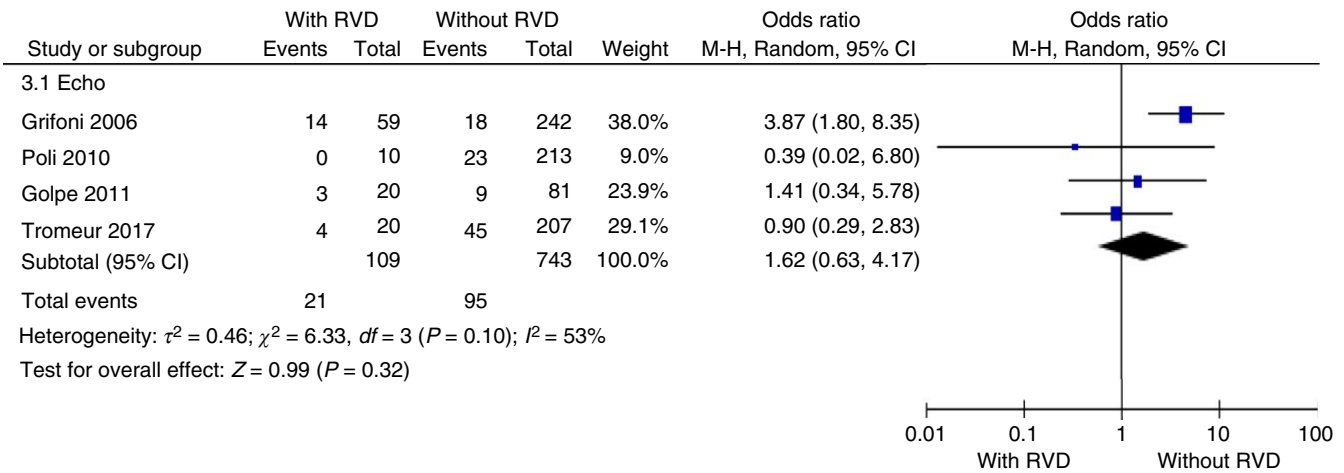 With RVD Without RVD Odds ratio Odds ratio
Study or subgroup Events Total Events Total Weight M-H, Random, 95% CI M-H, Random, 95% CI
3.1 Echo
Grifoni 2006 14 59 18 242 38.0% 3.87 (1.80, 8.35)
Poli 2010 0 10 23 213 9.0% 0.39 (0.02, 6.80)
Golpe 2011 3 20 9 81 23.9% 1.41 (0.34, 5.78)
Tromeur 2017 4 20 45 207 29.1% 0.90 (0.29, 2.83)
Subtotal (95% CI) 109 743 100.0% 1.62 (0.63, 4.17)
Total events 21 95
Heterogeneity: τ² = 0.46; χ² = 6.33, df = 3 (P = 0.10); I² = 53%
Test for overall effect: Z = 0.99 (P = 0.32)
0.01 0.1 1 10 100
With RVD Without RVD